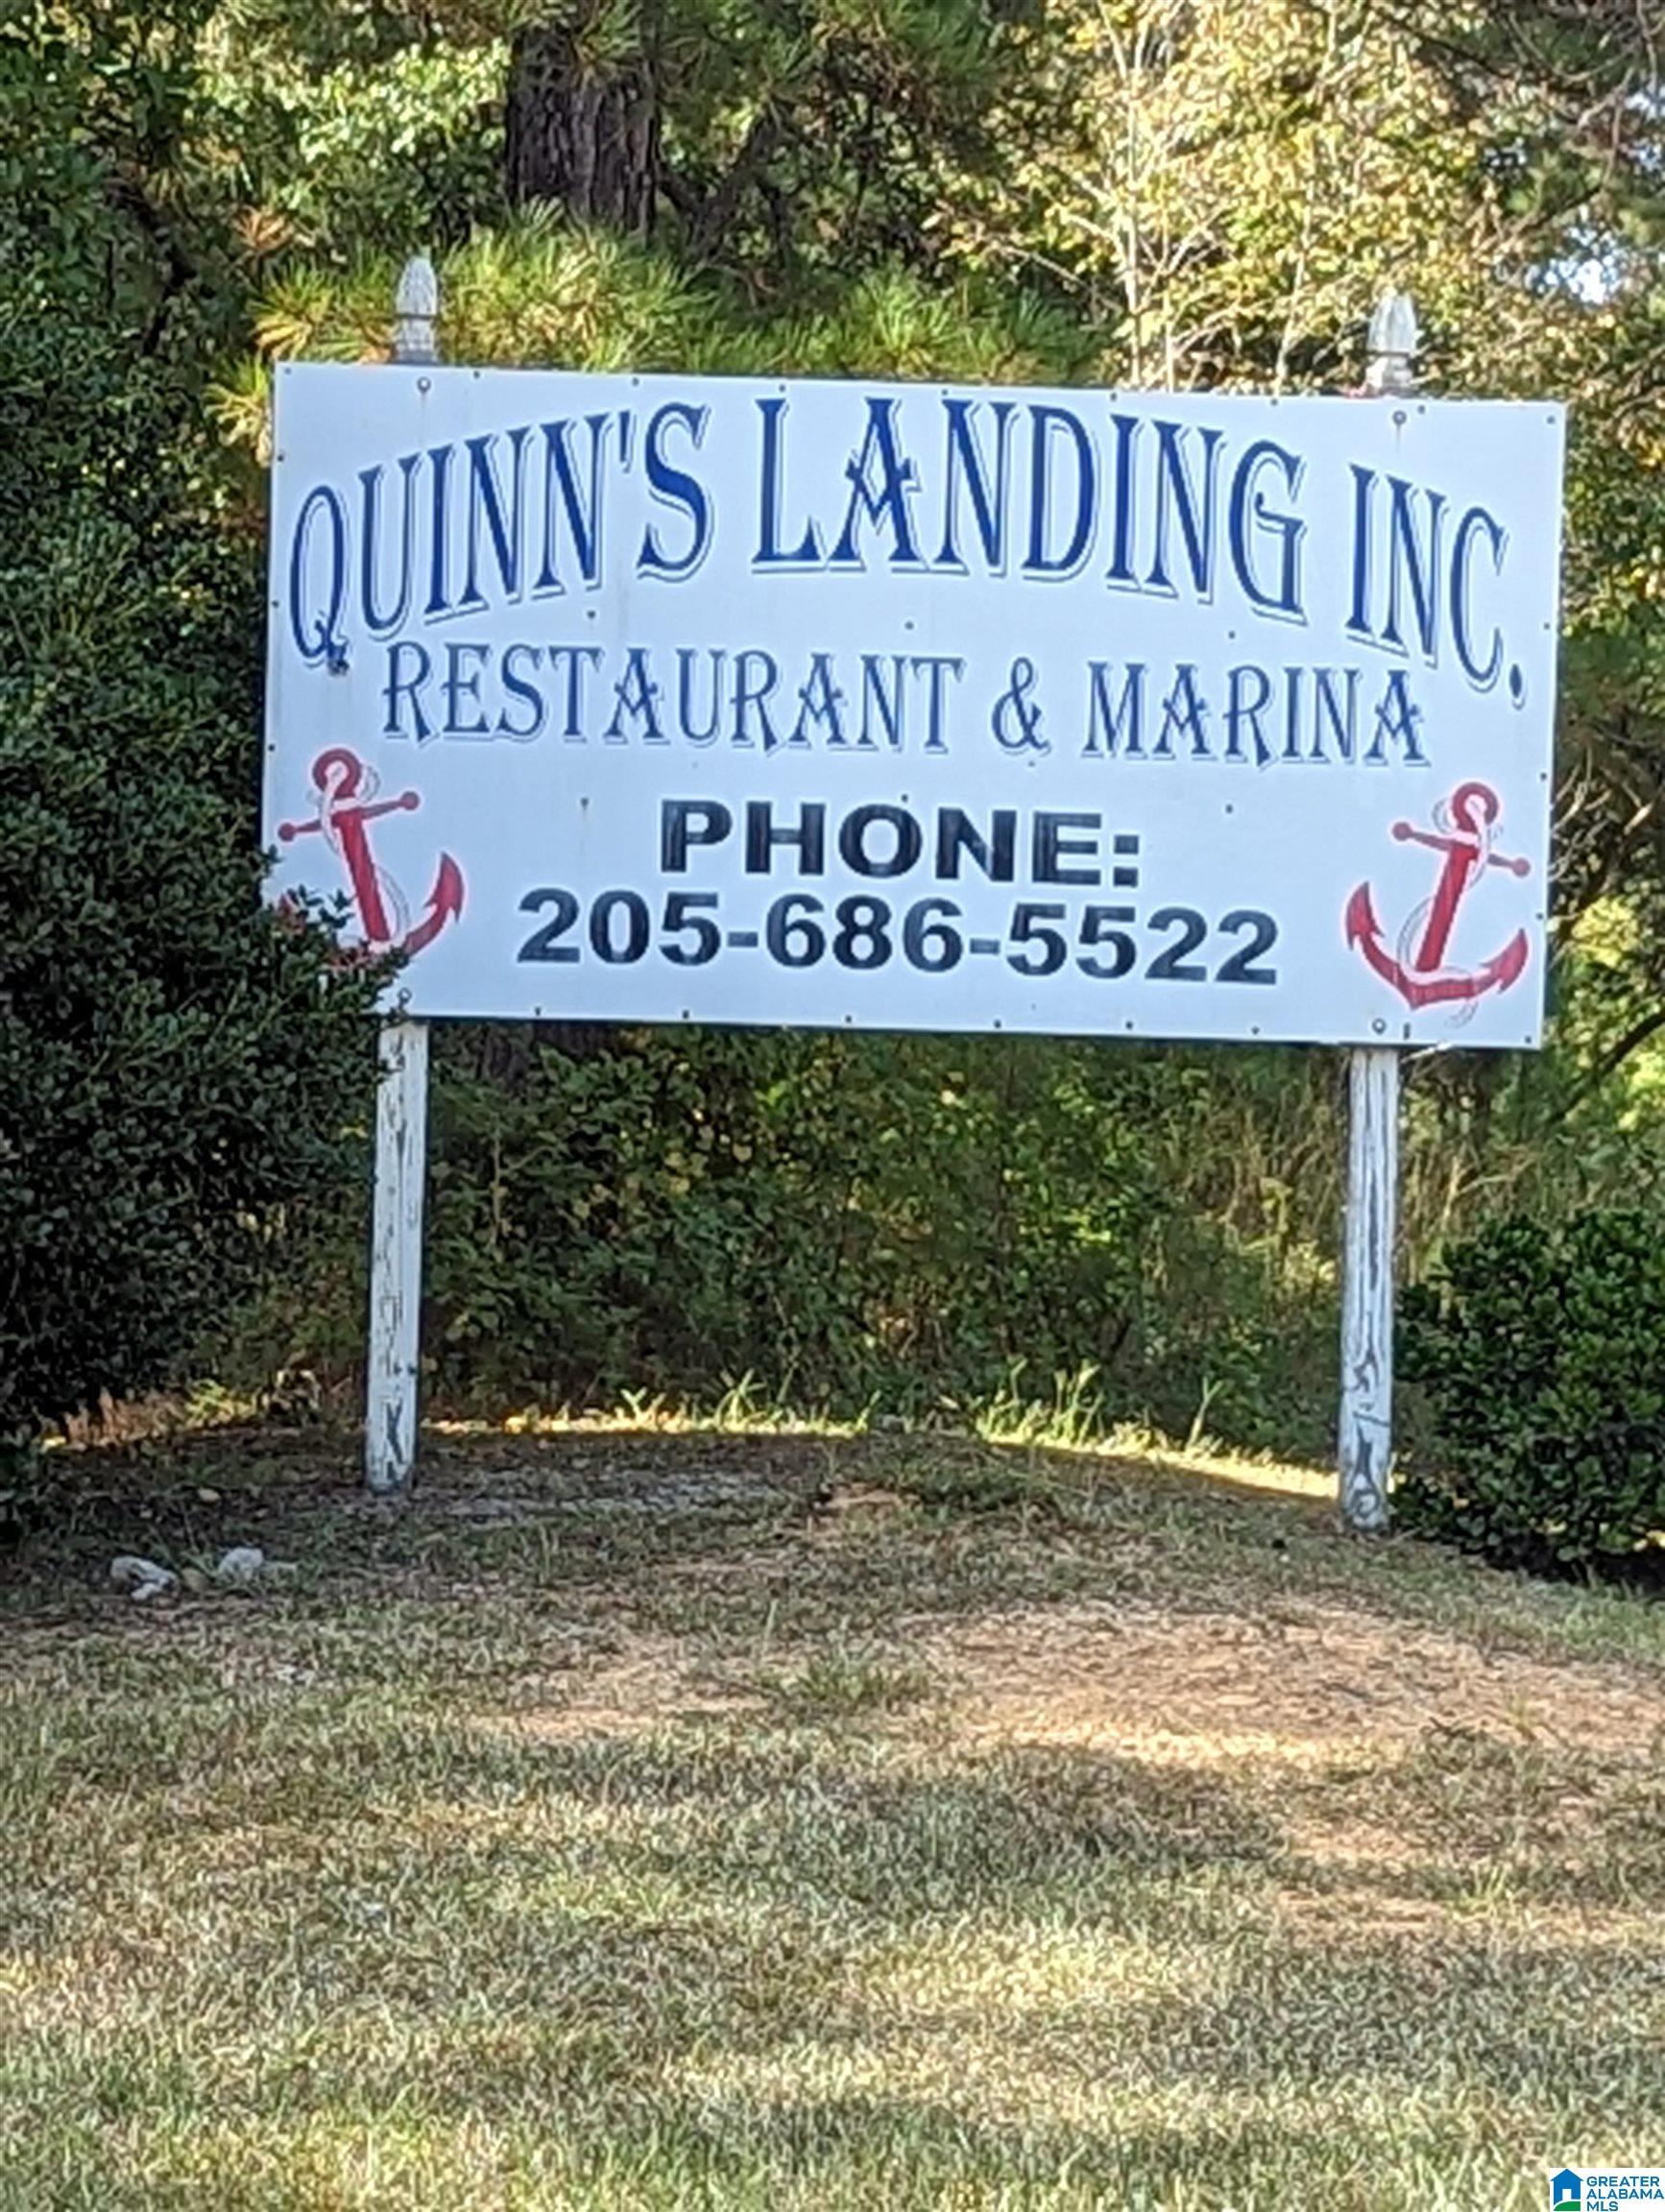 QUINN'S LANDING INC.
RESTAURANT & MARINA
PHONE:
205-686-5522
GREATER
ALABAMA
MLS